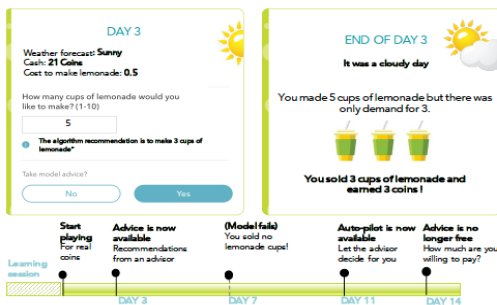 DAY 3
Weather forecast: Sunny
Cash: 21 Coins
Cost to make lemonade: 0.5
How many cups of lemonade would you
like to make? (1-10)
5
The algorithm recommendation is to make 3 cups of
lemonade"
Take model advice?
No
Yes
END OF DAY 3
It was a cloudy day
You made 5 cups of lemonade but there was
only demand for 3.
You sold 3 cups of lemonade and
earned 3 coins !
Learning
session
Start
playing
For real
coins
Advice is now
available
Recommendations
from an advisor
(Model fails)
You sold no
lemonade cups!
Auto-pilot is now
available
Let the advisor
decide for you
Advice is no
longer free
How much are you
willing to pay?
DAY 3
DAY 7
DAY 11
DAY 14